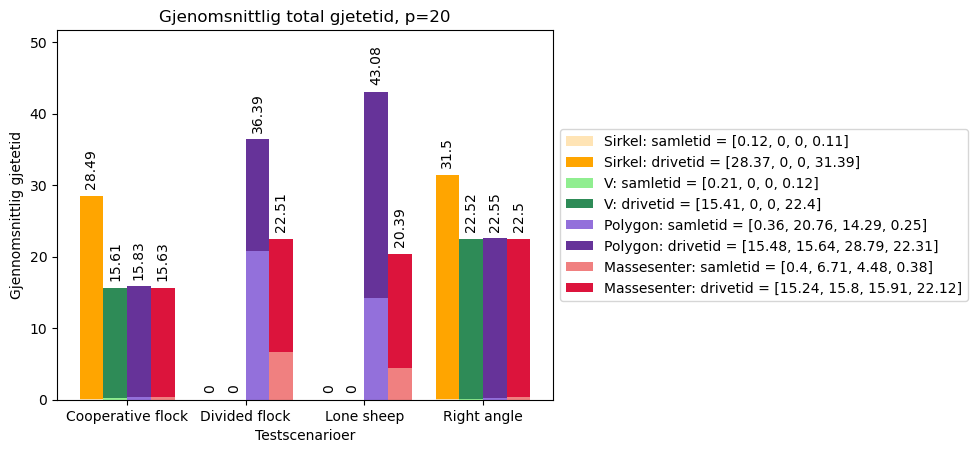 Gjenomsnittlig total gjetetid, p=20
Gjennomsnittlig gjetetid
50
40
30
20
10
0
28.49
15.61
15.83
15.63
0
0
36.39
22.51
0
0
43.08
20.39
31.5
22.52
22.55
22.5
Cooperative flock
Divided flock
Lone sheep
Right angle
Testscenarioer
Sirkel: samletid = [0.12, 0, 0, 0.11]
Sirkel: drivetid = [28.37, 0, 0, 31.39]
V: samletid = [0.21, 0, 0, 0.12]
V: drivetid = [15.41, 0, 0, 22.4]
Polygon: samletid = [0.36, 20.76, 14.29, 0.25]
Polygon: drivetid = [15.48, 15.64, 28.79, 22.31]
Massesenter: samletid = [0.4, 6.71, 4.48, 0.38]
Massesenter: drivetid = [15.24, 15.8, 15.91, 22.12]